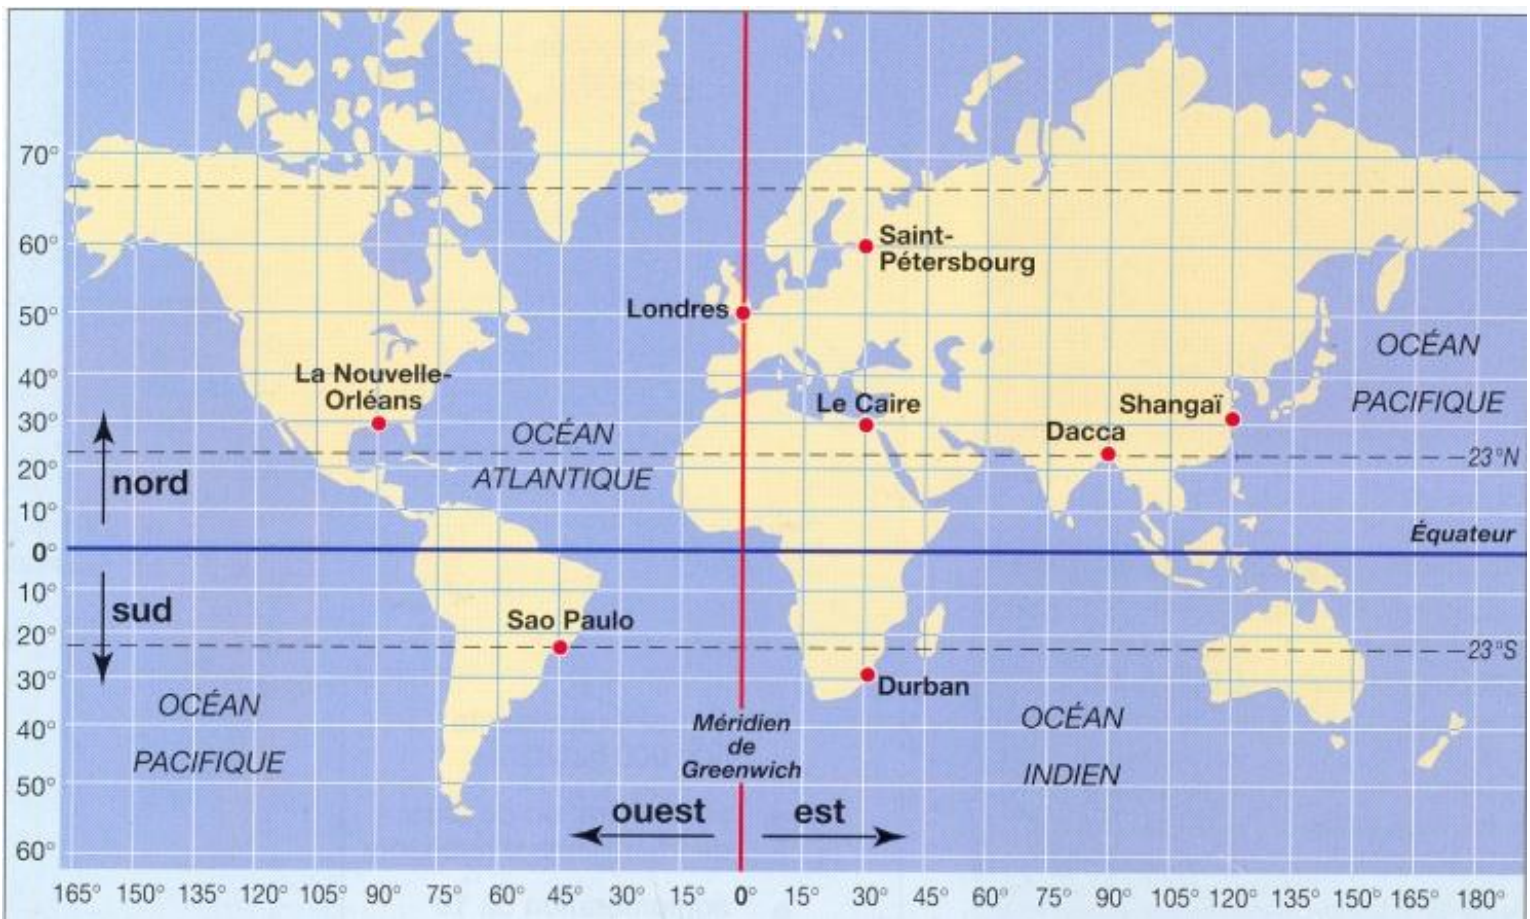 70°
60°
50°
40°
30°
20°
10°
0°
10°
20°
30°
40°
50°
60°
nord
sud
Saint-
Pétersbourg
Londres
La Nouvelle-
Orléans
Le Caire
Shangaï
Dacca
OCÉAN
ATLANTIQUE
OCÉAN
PACIFIQUE
23°N
Équateur
Sao Paulo
23°S
Durban
OCÉAN
PACIFIQUE
Méridien
de
Greenwich
OCÉAN
INDIEN
ouest
est
165° 150° 135° 120° 105° 90° 75° 60° 45° 30° 15° 0° 15° 30° 45° 60° 75° 90° 105° 120° 135° 150° 165° 180°